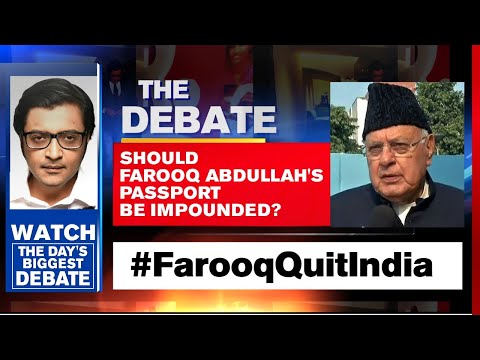 THE
DEBATE
SHOULD
FAROOQ ABDULLAH'S
PASSPORT
BE IMPOUNDED?
WATCH
THE DAY'S
BIGGEST
DEBATE
#FarooqQuitIndia